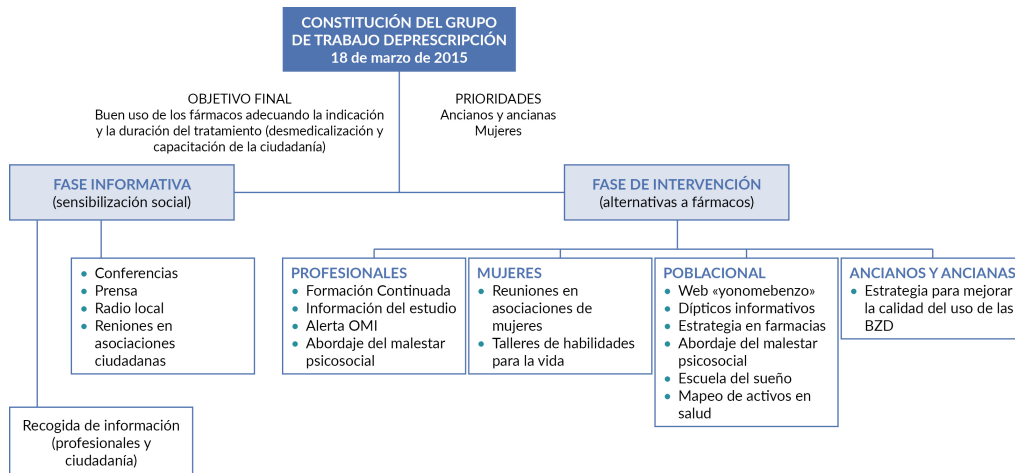 CONSTITUCIÓN DEL GRUPO
DE TRABAJO DEPRESCRIPCIÓN
18 de marzo de 2015
OBJETIVO FINAL
Buen uso de los fármacos adecuando la indicación
y la duración del tratamiento (desmedicalización y
capacitación de la ciudadanía)
PRIORIDADES
Ancianos y ancianas
Mujeres
FASE INFORMATIVA
(sensibilización social)
FASE DE INTERVENCIÓN
(alternativas a fármacos)
• Conferencias
• Prensa
• Radio local
• Reniones en
asociaciones
ciudadanas
PROFESIONALES
• Formación Continuada
• Información del estudio
• Alerta OMI
• Abordaje del malestar
psicosocial
MUJERES
• Reuniones en
asociaciones de
mujeres
• Talleres de habilidades
para la vida
POBLACIONAL
• Web «yonomebenzo»
• Dípticos informativos
• Estrategia en farmacias
• Abordaje del malestar
psicosocial
• Escuela del sueño
• Mapeo de activos en
salud
ANCIANOS Y ANCIANAS
• Estrategia para mejorar
la calidad del uso de las
BZD
Recogida de información
(profesionales y
ciudadanía)